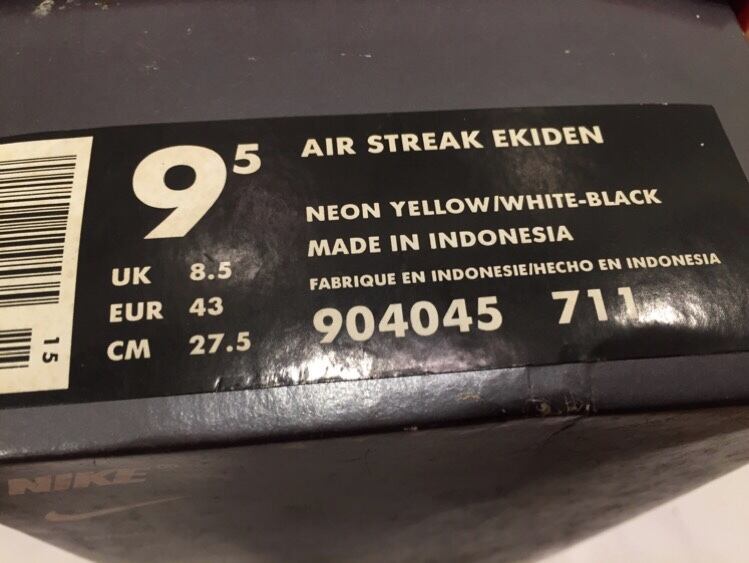 9⁵ AIR STREAK EKIDEN
NEON YELLOW/WHITE-BLACK
MADE IN INDONESIA
FABRIQUE EN INDONESIE/HECHO EN INDONESIA
904045 711
UK 8.5
EUR 43
CM 27.5
15
NIKE